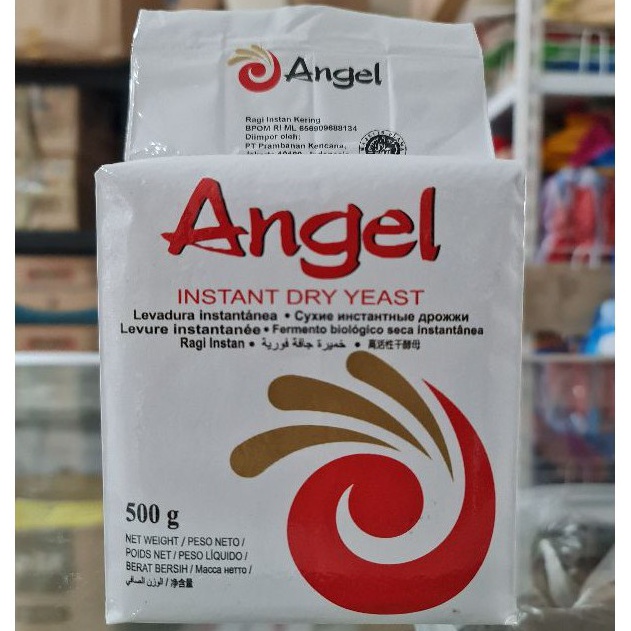 Angel
Ragi Instan Kering
BPOM RI ML 656909688134
Diimpor oleh:
PT Prambanan Kencana,
Angel
INSTANT DRY YEAST
Levadura instantánea • Сухие инстантные дрожжи
Levure instantanée • Fermento biológico seca instantânea
Ragi Instan • خميرة جافة فورية • 高活性干酵母
500 g
NET WEIGHT / PESO NETO /
POIDS NET / PESO LÍQUIDO /
BERAT BERSIH / Масса нетто /
الوزن الصافي / 净含量